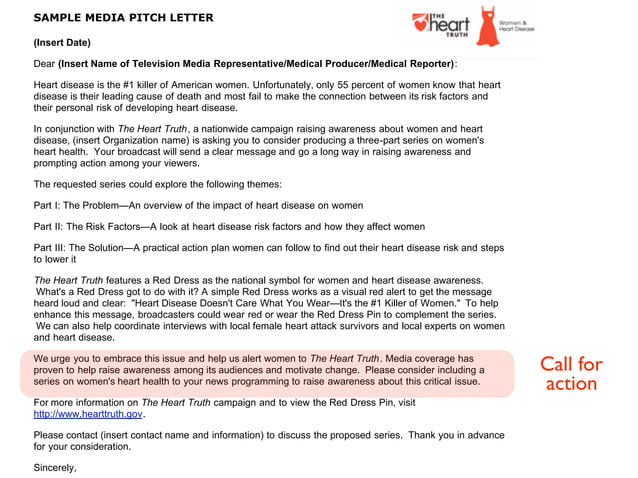 SAMPLE MEDIA PITCH LETTER
THE
heart
TRUTH
Women &
Heart Disease
(Insert Date)
Dear (Insert Name of Television Media Representative/Medical Producer/Medical Reporter):
Heart disease is the #1 killer of American women. Unfortunately, only 55 percent of women know that heart
disease is their leading cause of death and most fail to make the connection between its risk factors and
their personal risk of developing heart disease.
In conjunction with The Heart Truth, a nationwide campaign raising awareness about women and heart
disease, (insert Organization name) is asking you to consider producing a three-part series on women's
heart health.  Your broadcast will send a clear message and go a long way in raising awareness and
prompting action among your viewers.
The requested series could explore the following themes:
Part I: The Problem—An overview of the impact of heart disease on women
Part II: The Risk Factors—A look at heart disease risk factors and how they affect women
Part III: The Solution—A practical action plan women can follow to find out their heart disease risk and steps
to lower it
The Heart Truth features a Red Dress as the national symbol for women and heart disease awareness.
What's a Red Dress got to do with it? A simple Red Dress works as a visual red alert to get the message
heard loud and clear:  "Heart Disease Doesn't Care What You Wear—It's the #1 Killer of Women."  To help
enhance this message, broadcasters could wear red or wear the Red Dress Pin to complement the series.
We can also help coordinate interviews with local female heart attack survivors and local experts on women
and heart disease.
We urge you to embrace this issue and help us alert women to The Heart Truth. Media coverage has
proven to help raise awareness among its audiences and motivate change.  Please consider including a
series on women's heart health to your news programming to raise awareness about this critical issue.
Call for
action
For more information on The Heart Truth campaign and to view the Red Dress Pin, visit
http://www.hearttruth.gov.
Please contact (insert contact name and information) to discuss the proposed series.  Thank you in advance
for your consideration.
Sincerely,